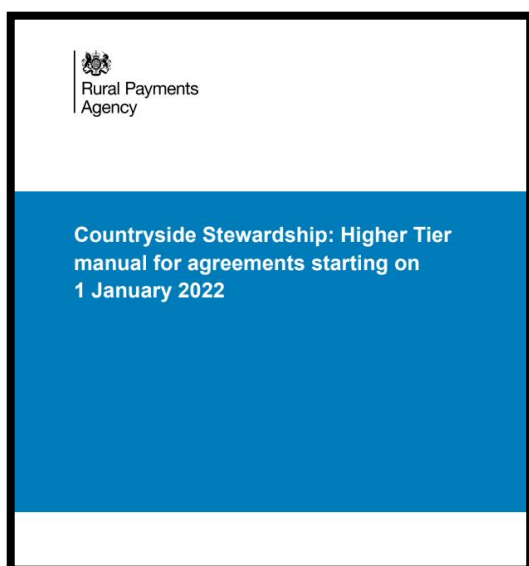 Rural Payments
Agency
Countryside Stewardship: Higher Tier
manual for agreements starting on
1 January 2022